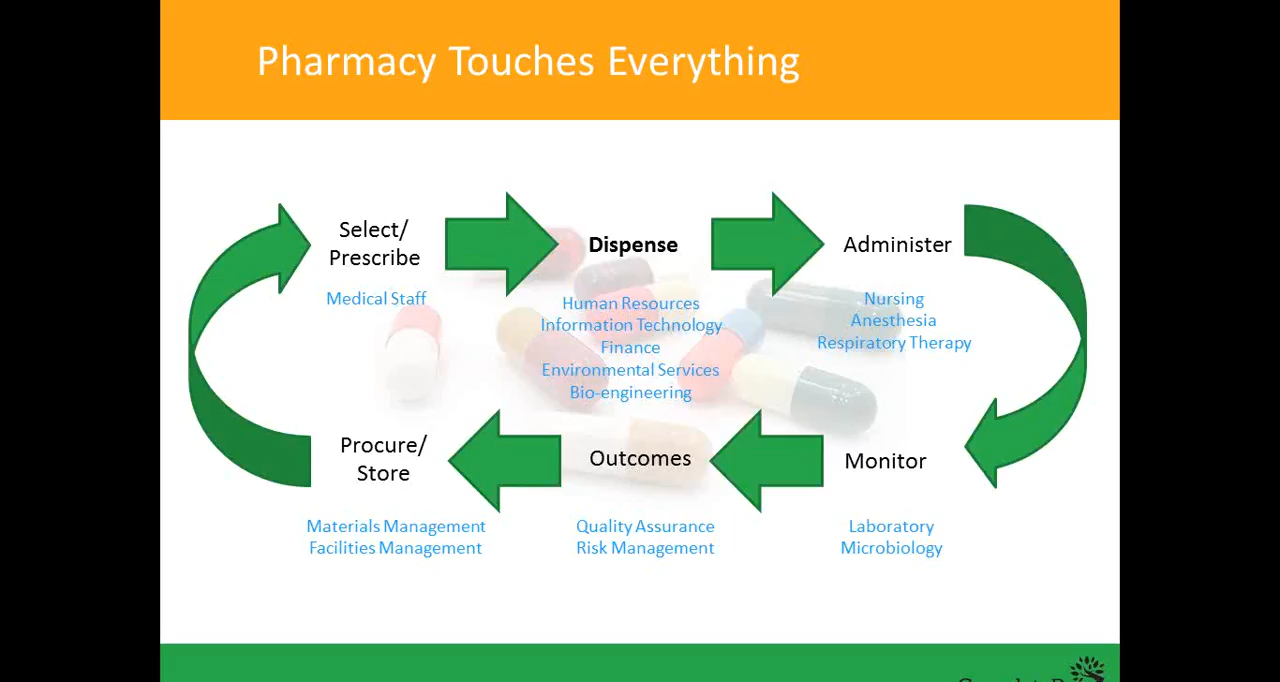 Pharmacy Touches Everything
Select/
Prescribe
Medical Staff
Dispense
Human Resources
Information Technology
Finance
Environmental Services
Bio-engineering
Administer
Nursing
Anesthesia
Respiratory Therapy
Procure/
Store
Materials Management
Facilities Management
Outcomes
Quality Assurance
Risk Management
Monitor
Laboratory
Microbiology